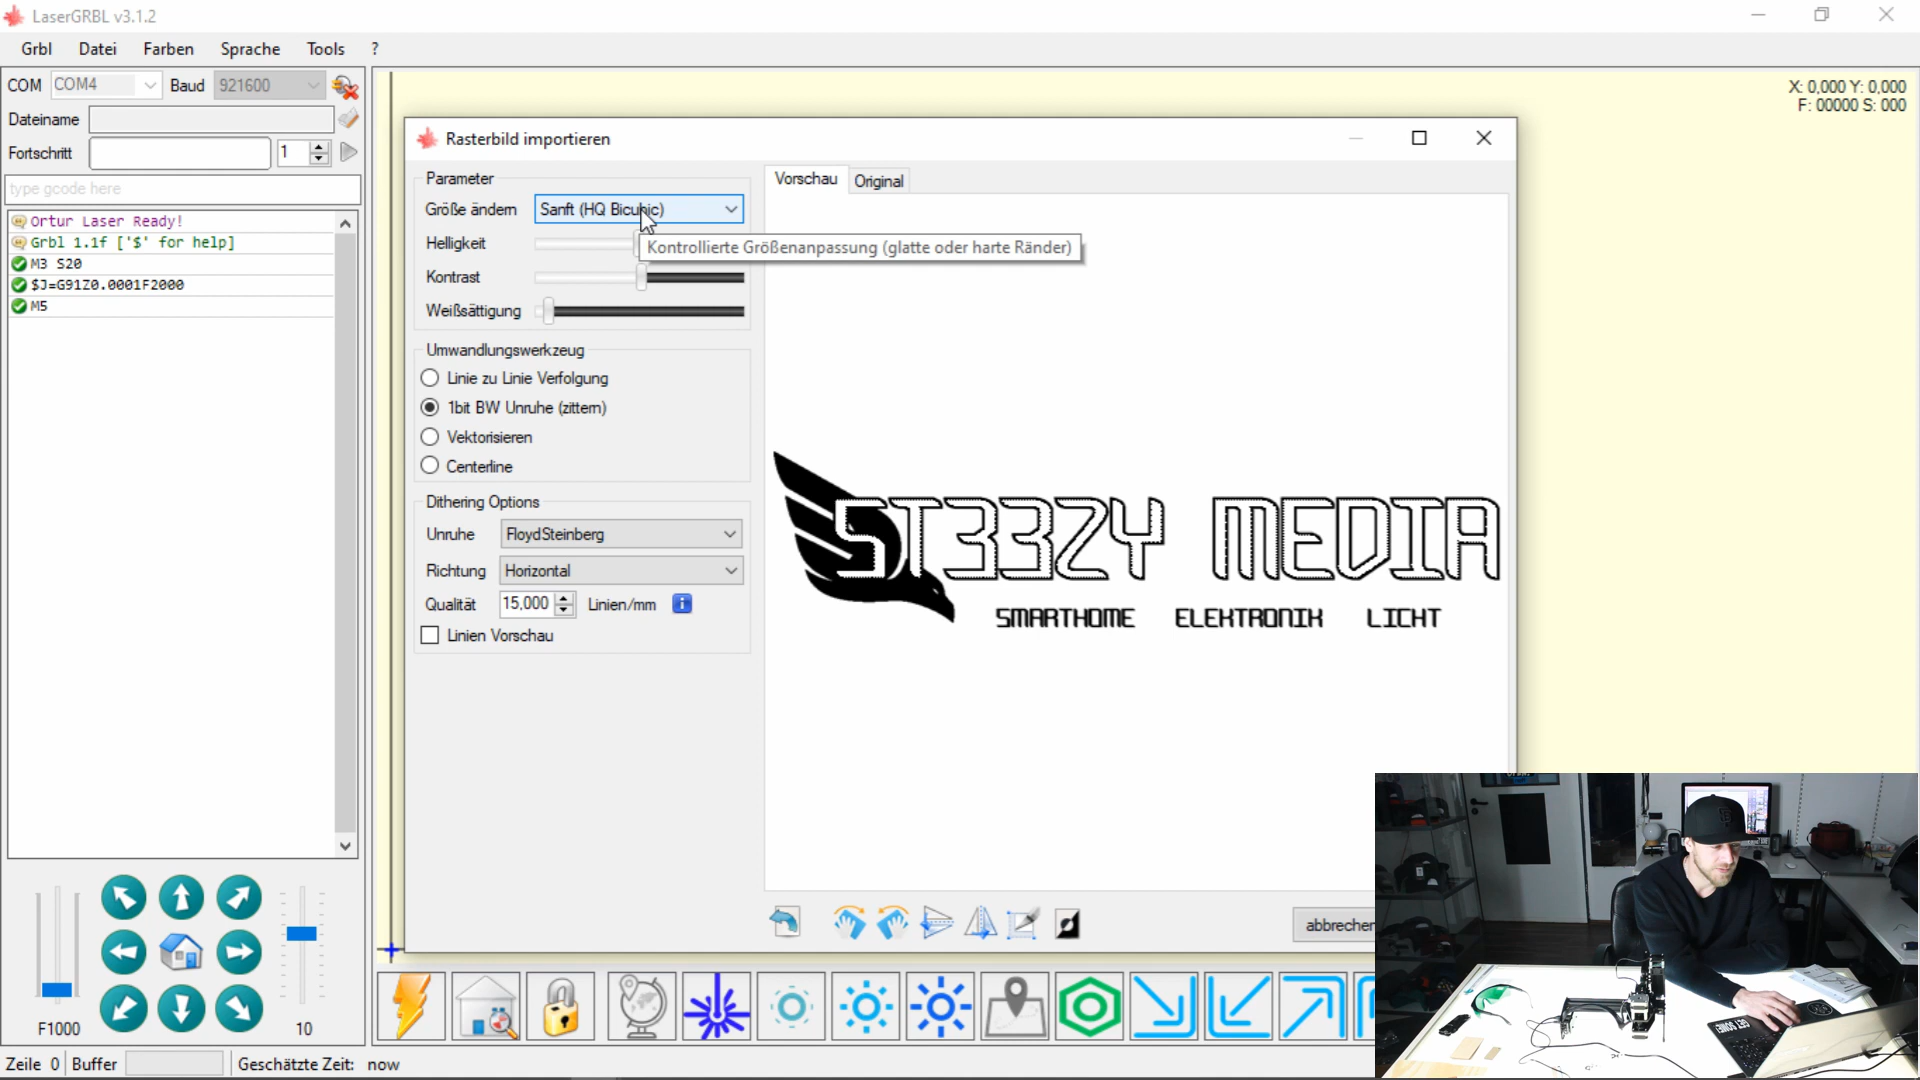 LaserGRBL v3.1.2
Grbl Datei Farben Sprache Tools ?
COM COM4 Baud 921600
Dateiname
Fortschritt 1
type gcode here
Ortur Laser Ready!
Grbl 1.1f ['$' for help]
M3 S20
$J=G91Z0.0001F2000
M5
X: 0,000 Y: 0,000
F: 00000 S: 000
Rasterbild importieren
Parameter
Größe ändern Sanft (HQ Bicubic)
Helligkeit
Kontrollierte Größenanpassung (glatte oder harte Ränder)
Kontrast
Weißsättigung
Umwandlungswerkzeug
Linie zu Linie Verfolgung
1bit BW Unruhe (zittern)
Vektorisieren
Centerline
Dithering Options
Unruhe FloydSteinberg
Richtung Horizontal
Qualität 15,000 Linien/mm
Linien Vorschau
Vorschau Original
ST33ZY MEDIA
SMARTHOME ELEKTRONIK LICHT
abbrechen
F1000
10
Zeile 0 Buffer Geschätzte Zeit: now
GET SOME!